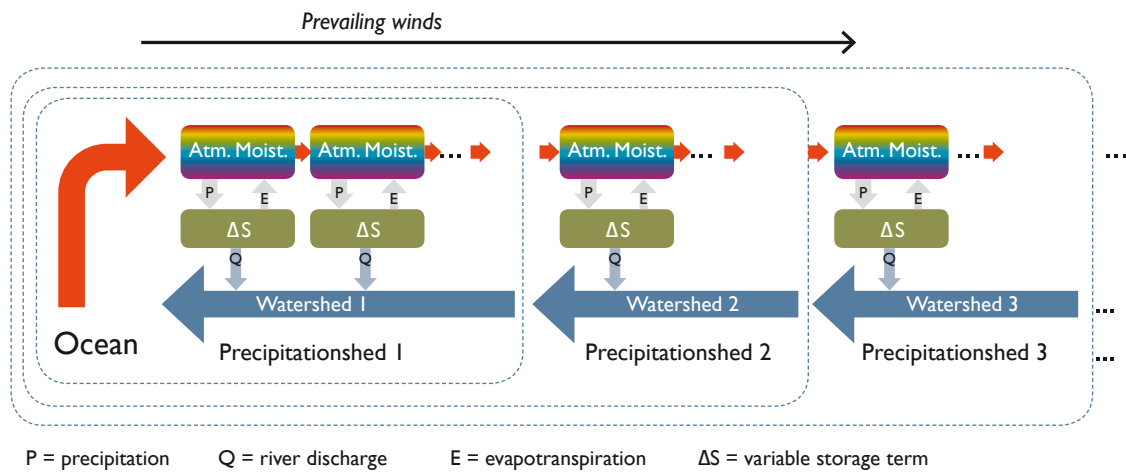 Prevailing winds
Atm. Moist. Atm. Moist. ... Atm. Moist. ... Atm. Moist. ... ...
P E P E P E P E
ΔS ΔS ΔS ΔS
Q Q Q Q
Watershed 1 Watershed 2 Watershed 3 ...
Ocean
Precipitationshed 1 Precipitationshed 2 Precipitationshed 3 ...
P = precipitation Q = river discharge E = evapotranspiration ΔS = variable storage term